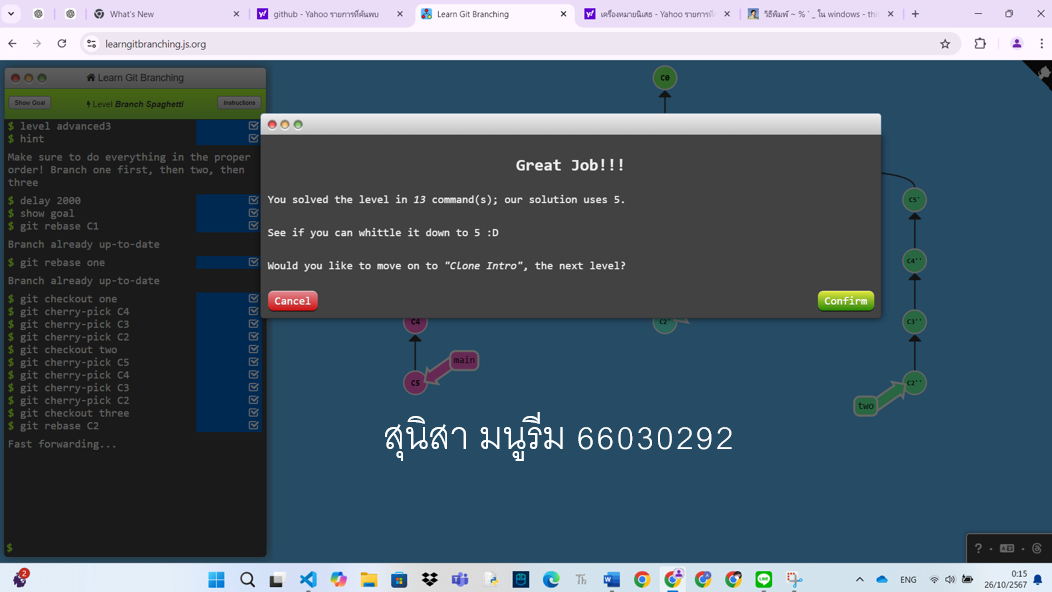 What's New
github - Yahoo รายการที่ค้นพบ
Learn Git Branching
เครื่องหมายนิเสธ - Yahoo รายการที่
วิธีพิมพ์ ~ % ` _ ใน windows - thi
learngitbranching.js.org
Learn Git Branching
Show Goal
Level Branch Spaghetti
Instructions
$ level advanced3
$ hint
Make sure to do everything in the proper
order! Branch one first, then two, then
three
$ delay 2000
$ show goal
$ git rebase C1
Branch already up-to-date
$ git rebase one
Branch already up-to-date
$ git checkout one
$ git cherry-pick C4
$ git cherry-pick C3
$ git cherry-pick C2
$ git checkout two
$ git cherry-pick C5
$ git cherry-pick C4
$ git cherry-pick C3
$ git cherry-pick C2
$ git checkout three
$ git rebase C2
Fast forwarding...
$
C0
Great Job!!!
You solved the level in 13 command(s); our solution uses 5.
See if you can whittle it down to 5 :D
Would you like to move on to "Clone Intro", the next level?
Cancel
Confirm
C5'
C4''
C4
C2'
C3''
main
C5
C2''
two
สุนิสา มนูรีม 66030292
? · ·
2
Th
LINE
ENG
0:15
26/10/2567